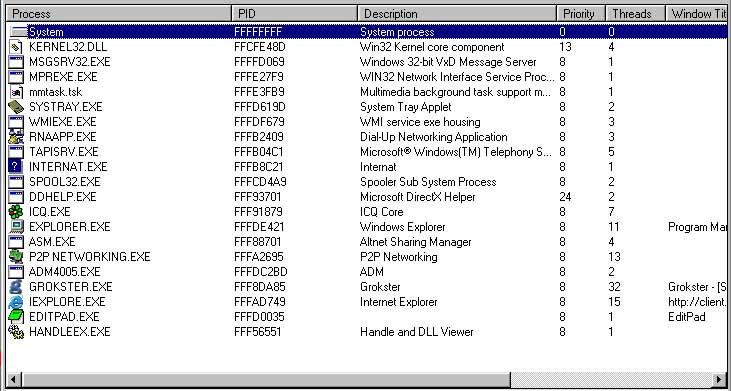 Process PID Description Priority Threads Window Tit
System FFFFFFFF System process 0 0
KERNEL32.DLL FFCFE48D Win32 Kernel core component 13 4
MSGSRV32.EXE FFFFD069 Windows 32-bit VxD Message Server 8 1
MPREXE.EXE FFFE27F9 WIN32 Network Interface Service Proc... 8 1
mmtask.tsk FFFE3FB9 Multimedia background task support m... 8 1
SYSTRAY.EXE FFFD619D System Tray Applet 8 2
WMIEXE.EXE FFFDF679 WMI service exe housing 8 3
RNAAPP.EXE FFFB2409 Dial-Up Networking Application 8 3
TAPISRV.EXE FFFB04C1 Microsoft® Windows(TM) Telephony S... 8 5
INTERNAT.EXE FFFB8C21 Internat 8 1
SPOOL32.EXE FFFCD4A9 Spooler Sub System Process 8 2
DDHELP.EXE FFF93701 Microsoft DirectX Helper 24 2
ICQ.EXE FFF91879 ICQ Core 8 7
EXPLORER.EXE FFFDE421 Windows Explorer 8 11 Program Mar
ASM.EXE FFF88701 Altnet Sharing Manager 8 4
P2P NETWORKING.EXE FFFA2695 P2P Networking 8 13
ADM4005.EXE FFFDC2BD ADM 8 2
GROKSTER.EXE FFF8DA85 Grokster 8 32 Grokster - [S
IEXPLORE.EXE FFFAD749 Internet Explorer 8 15 http://client.
EDITPAD.EXE FFFD0035 8 1 EditPad
HANDLEEX.EXE FFF56551 Handle and DLL Viewer 8 1